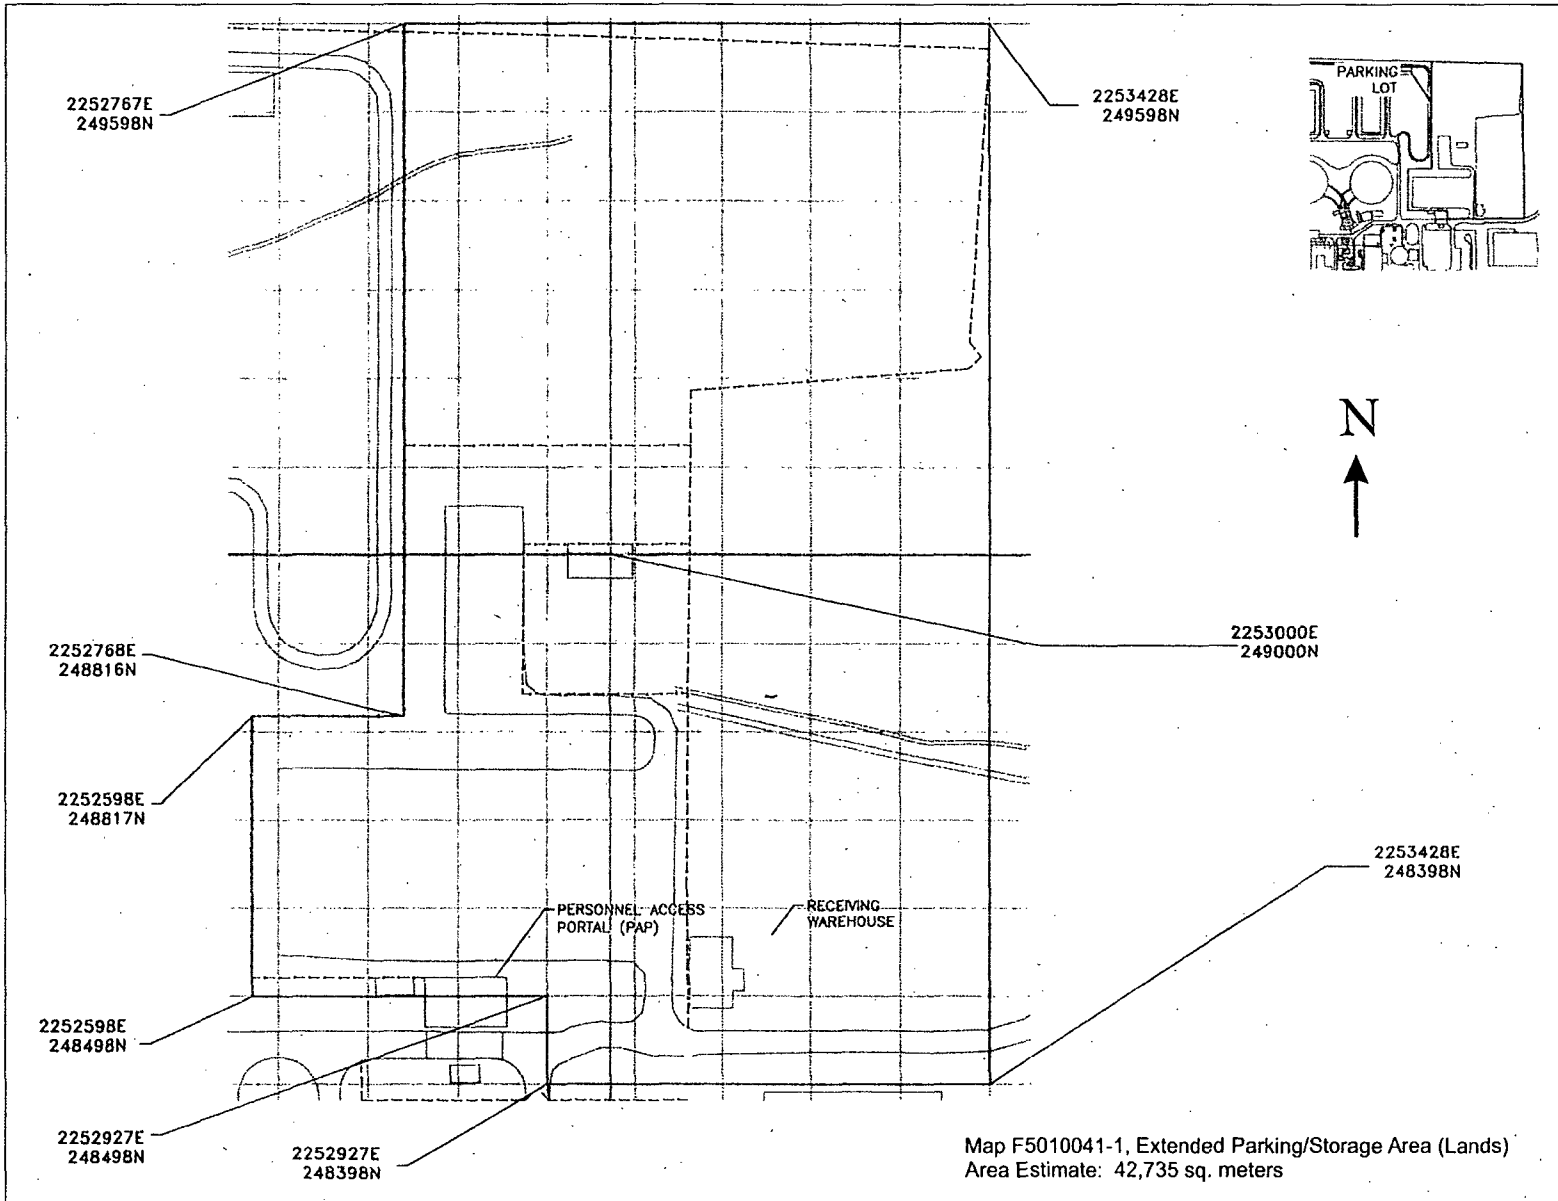 2252767E
249598N
2253428E
249598N
PARKING
LOT
N
2253000E
249000N
2252768E
248816N
2252598E
248817N
2253428E
248398N
PERSONNEL ACCESS
PORTAL (PAP)
RECEIVING
WAREHOUSE
2252598E
248498N
2252927E
248498N
2252927E
248398N
Map F5010041-1, Extended Parking/Storage Area (Lands)
Area Estimate: 42,735 sq. meters